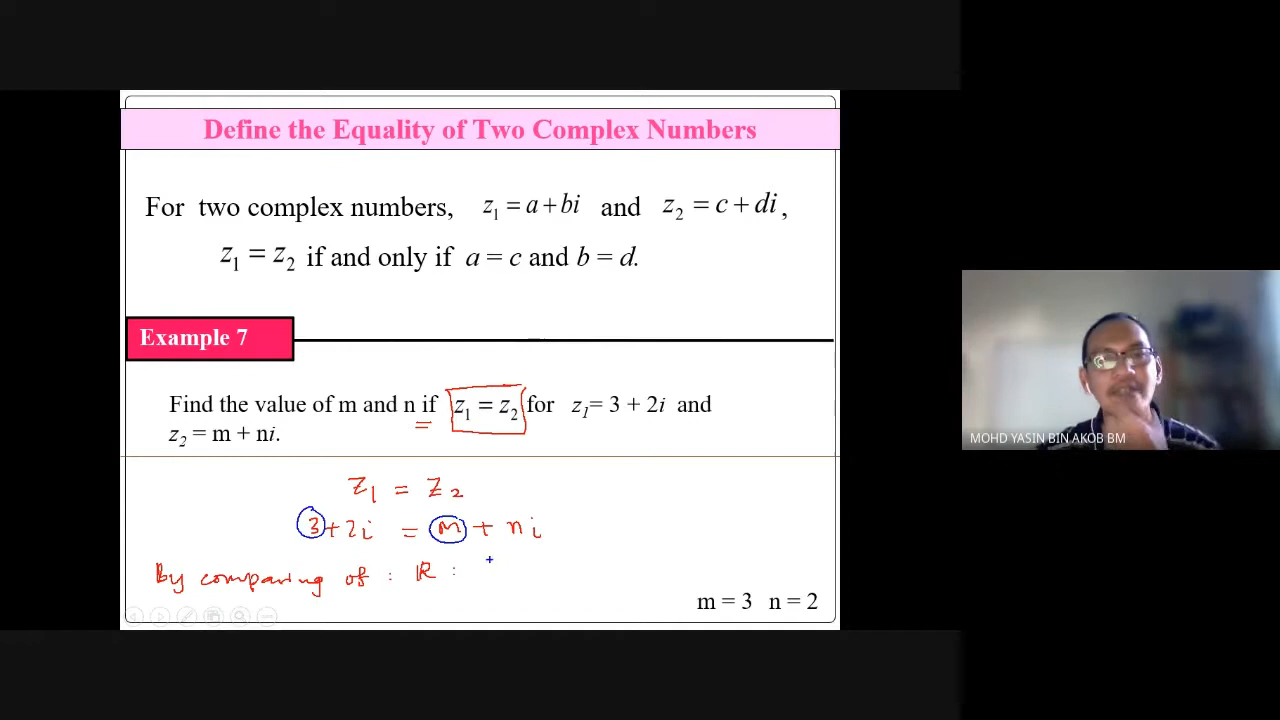 Define the Equality of Two Complex Numbers
For two complex numbers, z₁ = a + bi and z₂ = c + di,
z₁ = z₂ if and only if a = c and b = d.
Example 7
Find the value of m and n if z₁ = z₂ for z₁= 3 + 2i and
z₂ = m + ni.
z₁ = z₂
3 + 2i = m + ni
By comparing of : R :
m = 3 n = 2
MOHD YASIN BIN AKOB BM